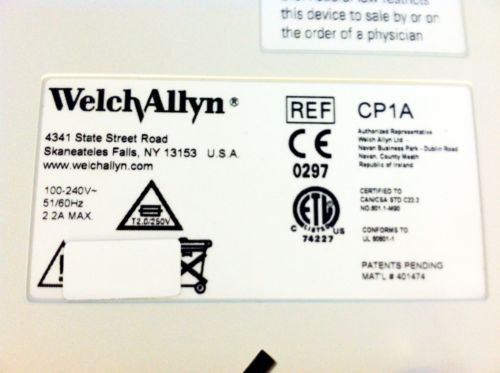 this device to sale by or on
the order of a physician
WelchAllyn®
4341 State Street Road
Skaneateles Falls, NY 13153 U.S.A.
www.welchallyn.com
100-240V~
51/60Hz
2.2A MAX.
T2.0/250V
REF CP1A
CE
0297
Authorized Representative
Welch Allyn Ltd -
Navan Business Park - Dublin Road
Navan, County Meath
Republic of Ireland
ETL
C LISTED US
74227
CERTIFIED TO
CAN/CSA STD C22.2
NO.601.1-M90
CONFORMS TO
UL 60601-1
PATENTS PENDING
MAT'L # 401474